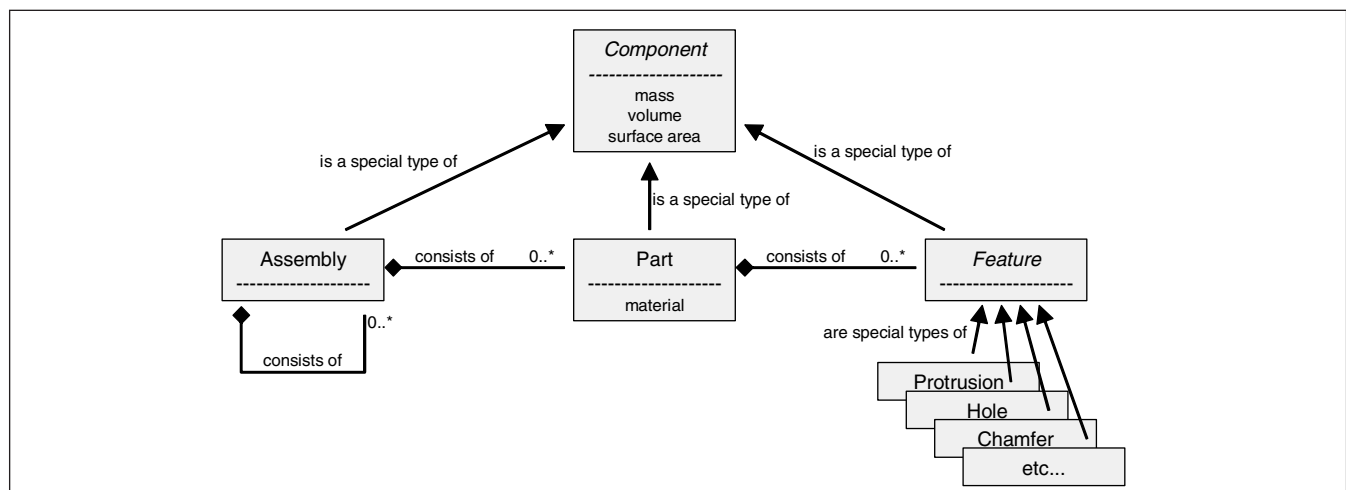 Component
mass
volume
surface area
is a special type of
is a special type of
is a special type of
Assembly
consists of
0..*
Part
material
consists of
0..*
Feature
0..*
consists of
are special types of
Protrusion
Hole
Chamfer
etc...